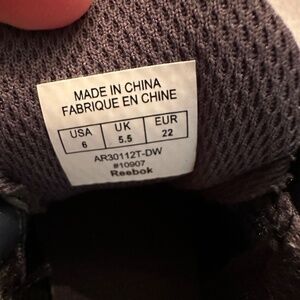 MADE IN CHINA
FABRIQUE EN CHINE
USA UK EUR
6 5.5 22
AR30112T-DW
#10907
Reebok